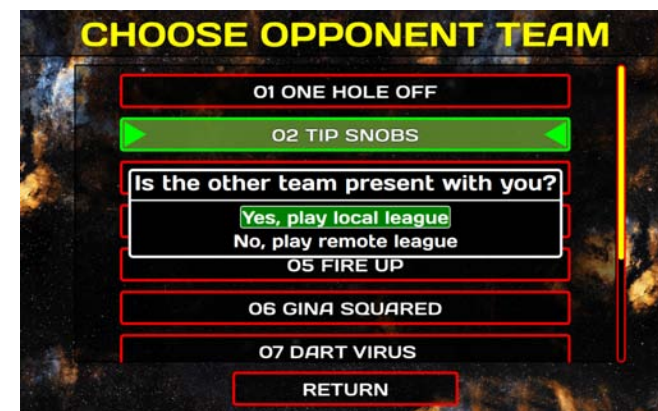 CHOOSE OPPONENT TEAM
01 ONE HOLE OFF
02 TIP SNOBS
Is the other team present with you?
Yes, play local league
No, play remote league
05 FIRE UP
06 GINA SQUARED
07 DART VIRUS
RETURN